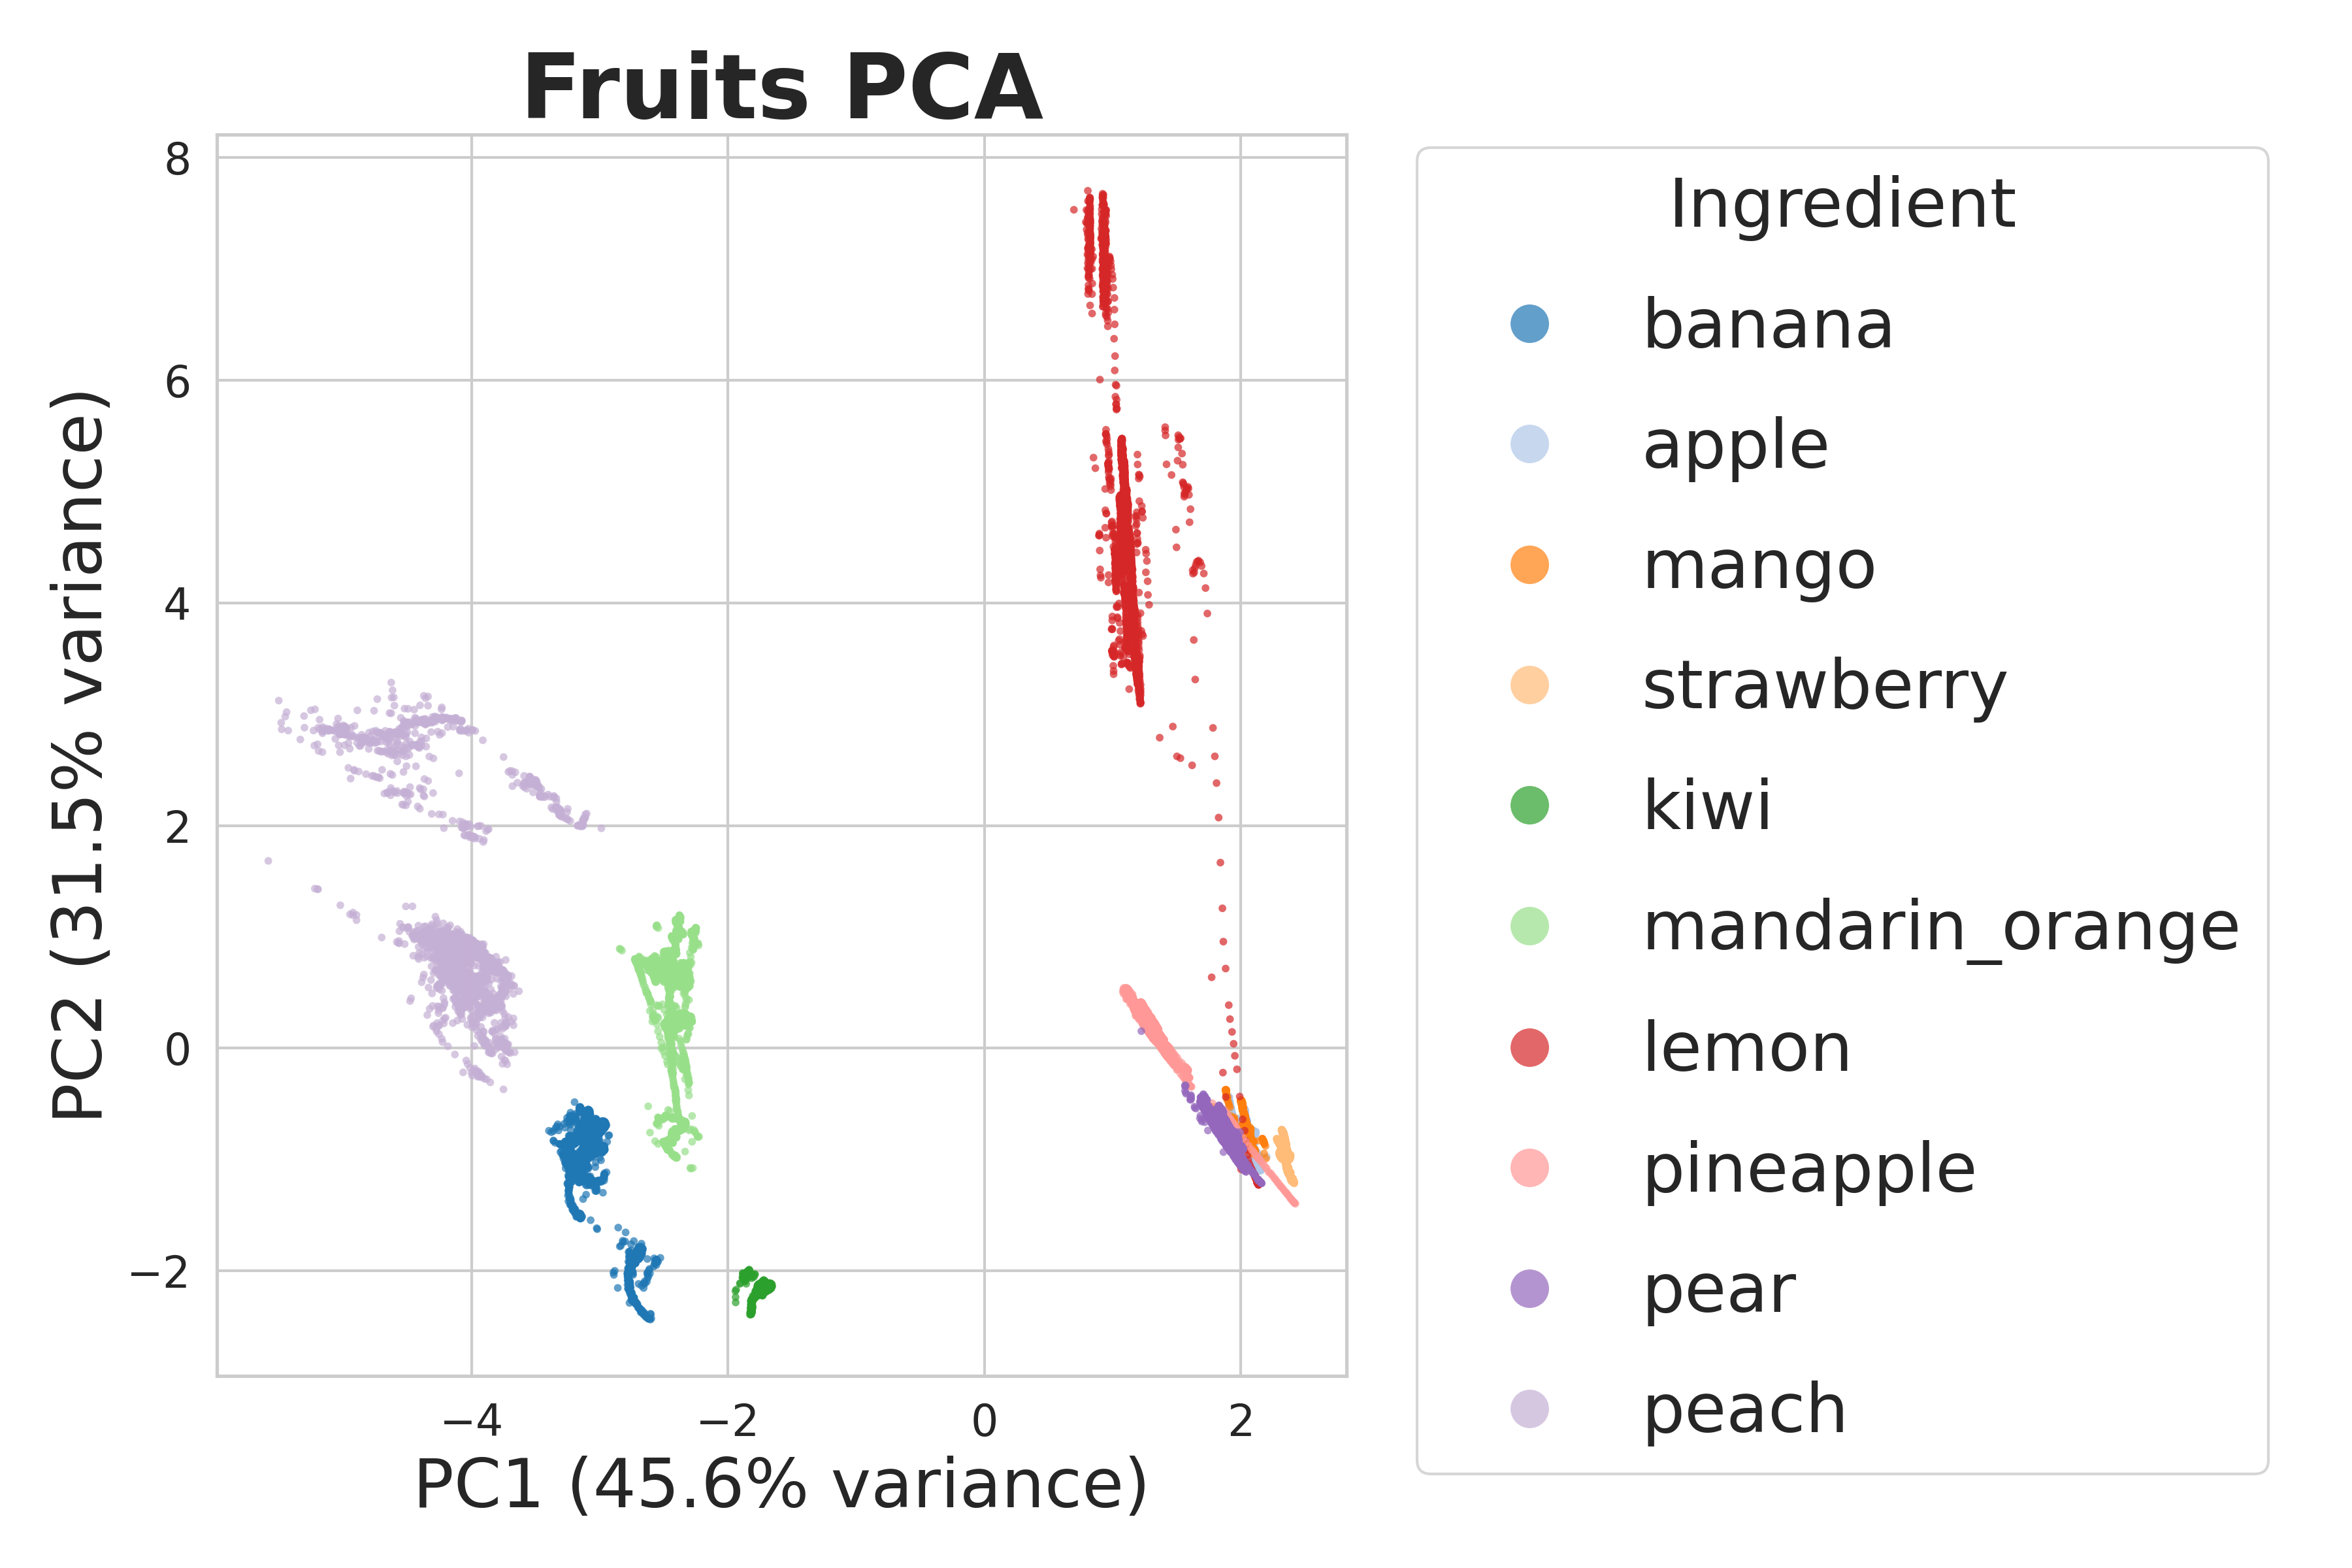 Fruits PCA
8
6
4
2
0
−2
PC2 (31.5% variance)
−4
−2
0
2
PC1 (45.6% variance)
Ingredient
banana
apple
mango
strawberry
kiwi
mandarin_orange
lemon
pineapple
pear
peach